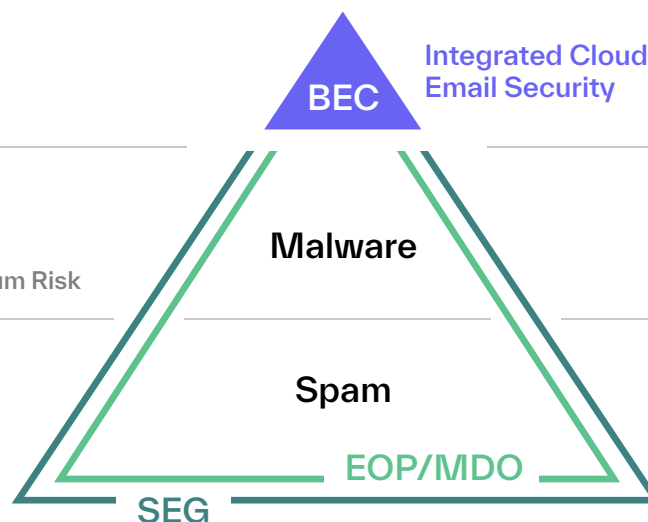 Integrated Cloud
Email Security
BEC
Malware
um Risk
Spam
EOP/MDO
SEG